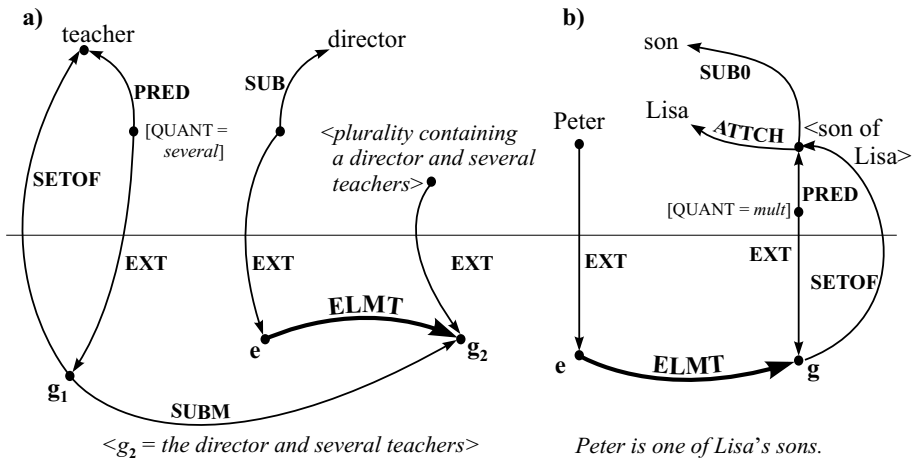 a)
teacher
director
PRED
SUB
[QUANT =
several]
<plurality containing
a director and several
teachers>
SETOF
EXT
EXT
EXT
ELMT
e
g2
g1
SUBM
<g2 = the director and several teachers>
b)
son
SUB0
Lisa
ATTCH
Peter
<son of
Lisa>
PRED
[QUANT = mult]
EXT
EXT
SETOF
e
ELMT
g
Peter is one of Lisa's sons.